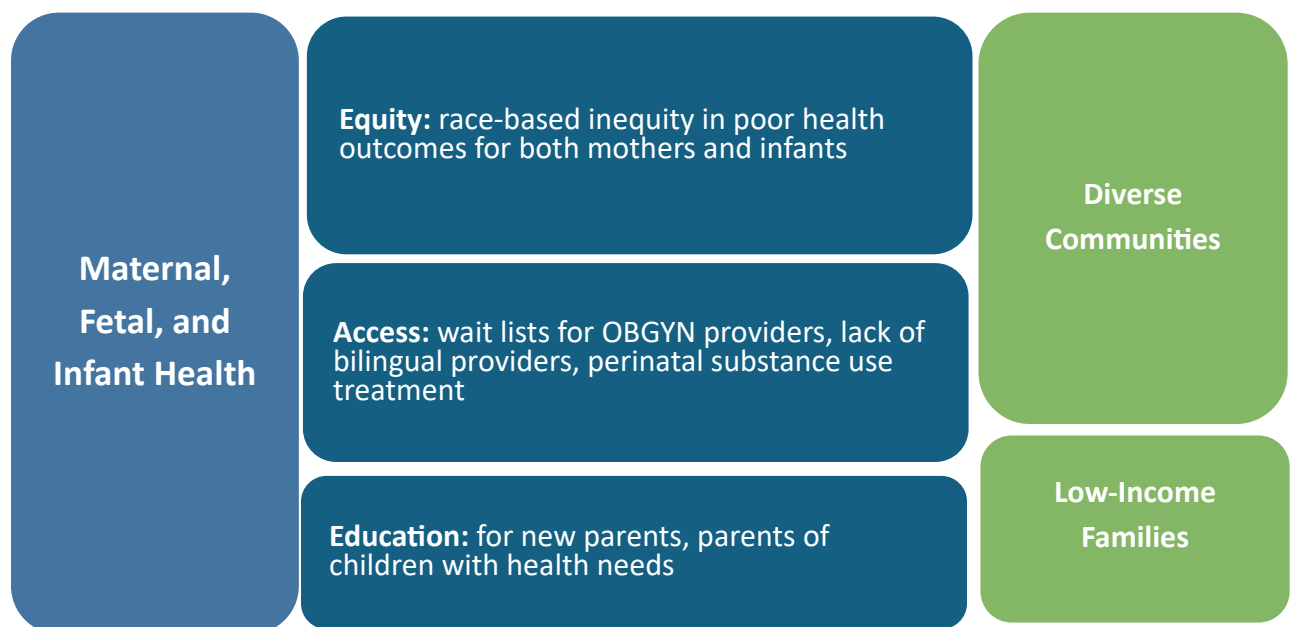 Maternal,
Fetal, and
Infant Health
Equity: race-based inequity in poor health
outcomes for both mothers and infants
Access: wait lists for OBGYN providers, lack of
bilingual providers, perinatal substance use
treatment
Education: for new parents, parents of
children with health needs
Diverse
Communities
Low-Income
Families